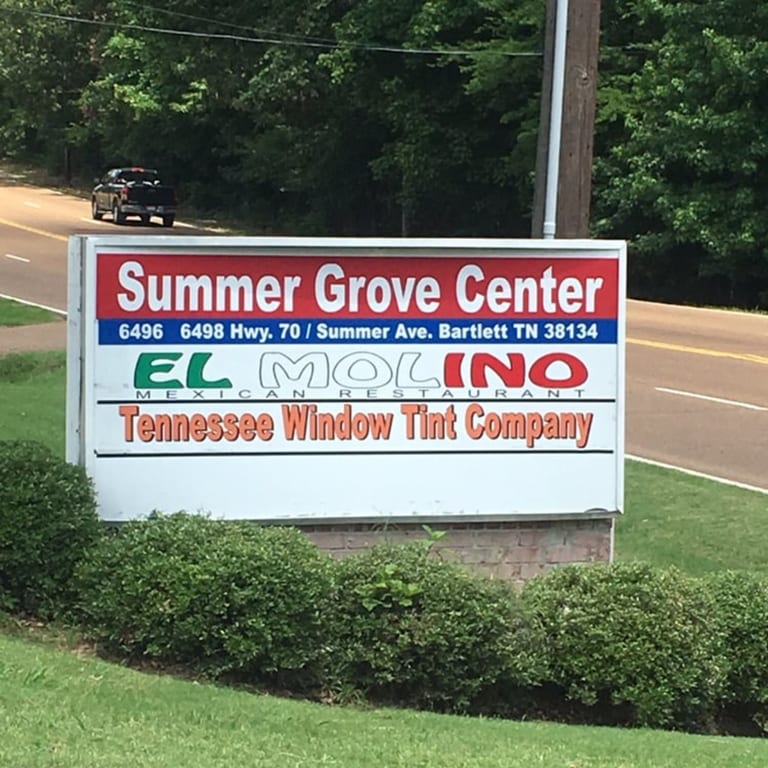 Summer Grove Center
6496 6498 Hwy. 70 / Summer Ave. Bartlett TN 38134
EL MOLINO
MEXICAN RESTAURANT
Tennessee Window Tint Company